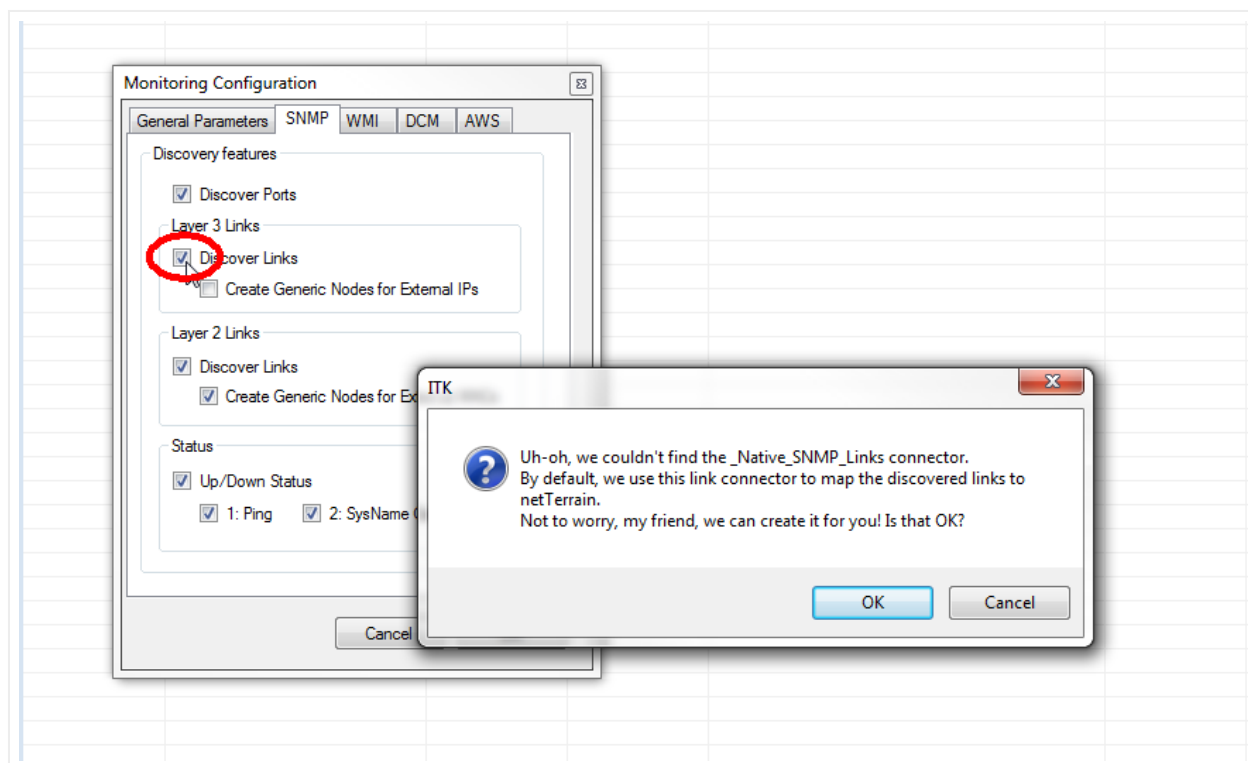 Monitoring Configuration
General Parameters SNMP WMI DCM AWS
Discovery features
Discover Ports
Layer 3 Links
Discover Links
Create Generic Nodes for External IPs
Layer 2 Links
Discover Links
Create Generic Nodes for
Status
Up/Down Status
1: Ping 2: SysName
Cancel
ITK
Uh-oh, we couldn't find the _Native_SNMP_Links connector.
By default, we use this link connector to map the discovered links to
netTerrain.
Not to worry, my friend, we can create it for you! Is that OK?
OK Cancel